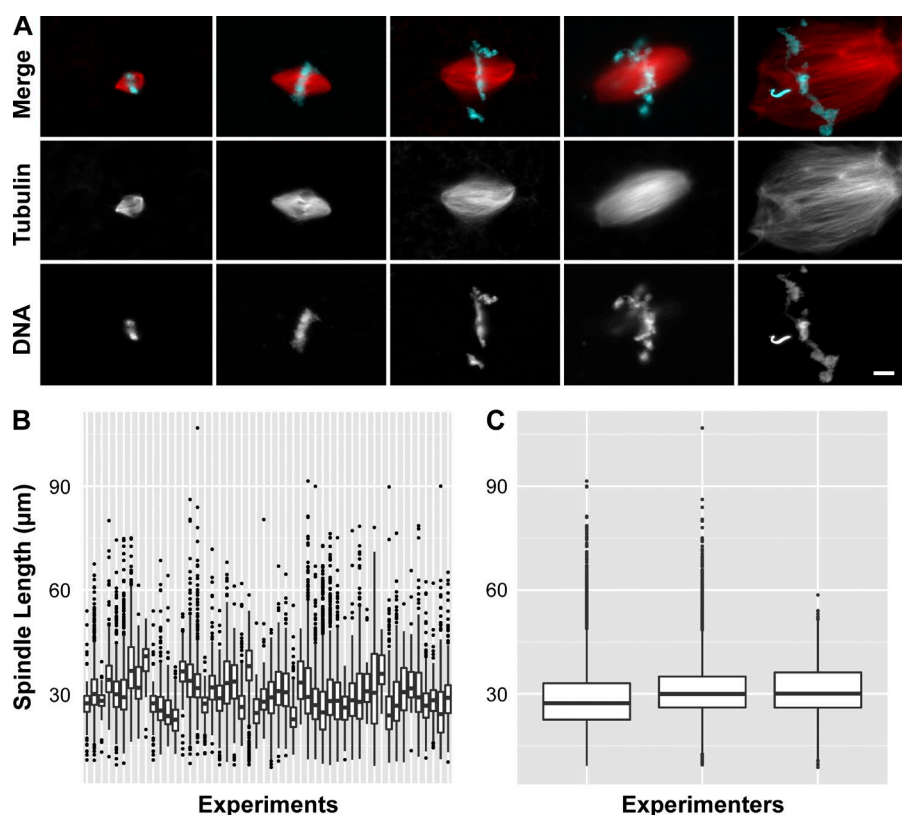 A
Merge
Tubulin
DNA
B
C
Spindle Length (μm)
90
60
30
90
60
30
Experiments
Experimenters